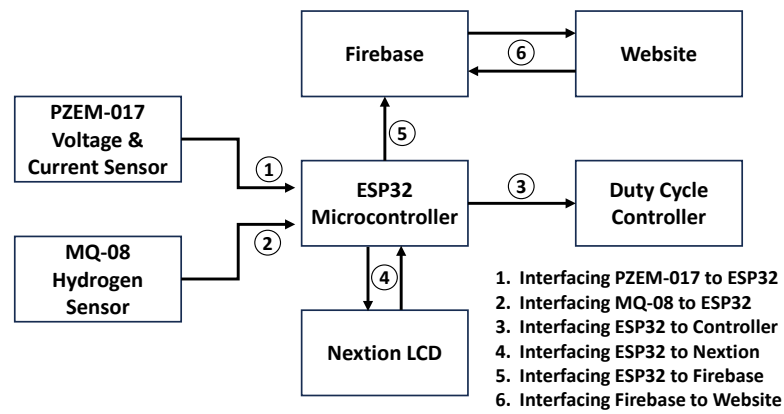 Firebase
6
Website
PZEM-017
Voltage &
Current Sensor
5
1
ESP32
Microcontroller
3
Duty Cycle
Controller
2
MQ-08
Hydrogen
Sensor
4
Nextion LCD
1. Interfacing PZEM-017 to ESP32
2. Interfacing MQ-08 to ESP32
3. Interfacing ESP32 to Controller
4. Interfacing ESP32 to Nextion
5. Interfacing ESP32 to Firebase
6. Interfacing Firebase to Website